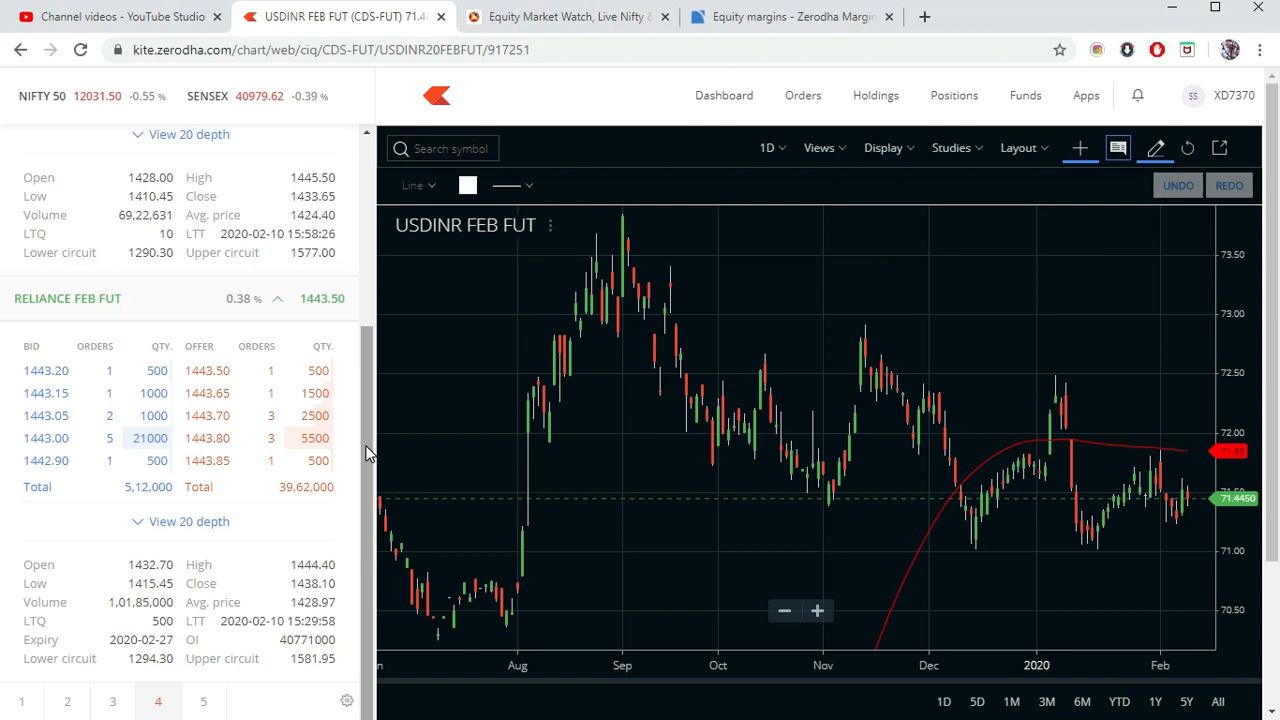 Channel videos - YouTube Studio
USDINR FEB FUT (CDS-FUT) 71.4
Equity Market Watch, Live Nifty &
Equity margins - Zerodha Margin
kite.zerodha.com/chart/web/ciq/CDS-FUT/USDINR20FEBFUT/917251
NIFTY 50 12031.50 -0.55 % SENSEX 40979.62 -0.39 %
Dashboard Orders Holdings Positions Funds Apps SS XD7370
View 20 depth
Open 1428.00 High 1445.50
Low 1410.45 Close 1433.65
Volume 69,22,631 Avg. price 1424.40
LTQ 10 LTT 2020-02-10 15:58:26
Lower circuit 1290.30 Upper circuit 1577.00
RELIANCE FEB FUT 0.38 % 1443.50
BID ORDERS QTY. OFFER ORDERS QTY.
1443.20 1 500 1443.50 1 500
1443.15 1 1000 1443.65 1 1500
1443.05 2 1000 1443.70 3 2500
1443.00 5 21000 1443.80 3 5500
1442.90 1 500 1443.85 1 500
Total 5,12,000 Total 39,62,000
View 20 depth
Open 1432.70 High 1444.40
Low 1415.45 Close 1438.10
Volume 1,01,85,000 Avg. price 1428.97
LTQ 500 LTT 2020-02-10 15:29:58
Expiry 2020-02-27 OI 40771000
Lower circuit 1294.30 Upper circuit 1581.95
1 2 3 4 5
Search symbol
1D Views Display Studies Layout
Line UNDO REDO
USDINR FEB FUT
73.50
73.00
72.50
72.00
71.85
71.4450
71.00
70.50
Aug Sep Oct Nov Dec 2020 Feb
1D 5D 1M 3M 6M YTD 1Y 5Y All